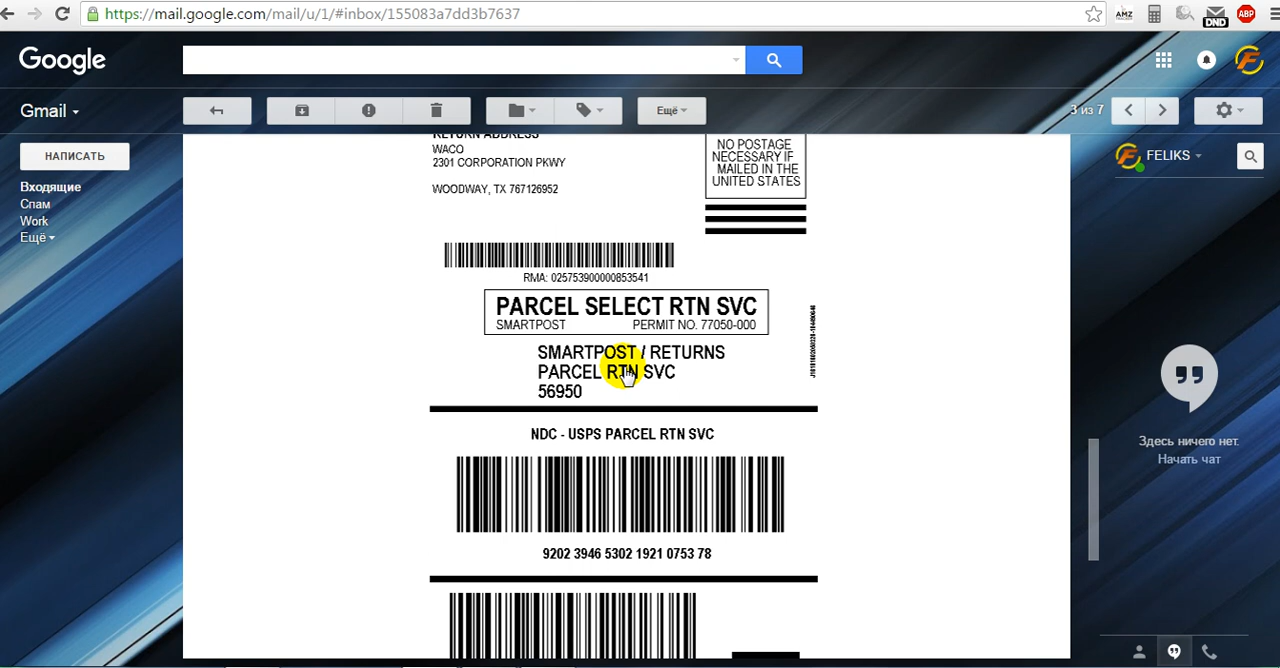 https://mail.google.com/mail/u/1/#inbox/155083a7dd3b7637
AMZ
DND
ABP
Google
Gmail
Ещё
3 из 7
НАПИСАТЬ
Входящие
Спам
Work
Ещё
FELIKS
RETURN ADDRESS
WACO
2301 CORPORATION PKWY
WOODWAY, TX 767126952
NO POSTAGE
NECESSARY IF
MAILED IN THE
UNITED STATES
RMA: 025753900000853541
PARCEL SELECT RTN SVC
SMARTPOST PERMIT NO. 77050-000
SMARTPOST / RETURNS
PARCEL RTN SVC
56950
NDC - USPS PARCEL RTN SVC
9202 3946 5302 1921 0753 78
Здесь ничего нет.
Начать чат